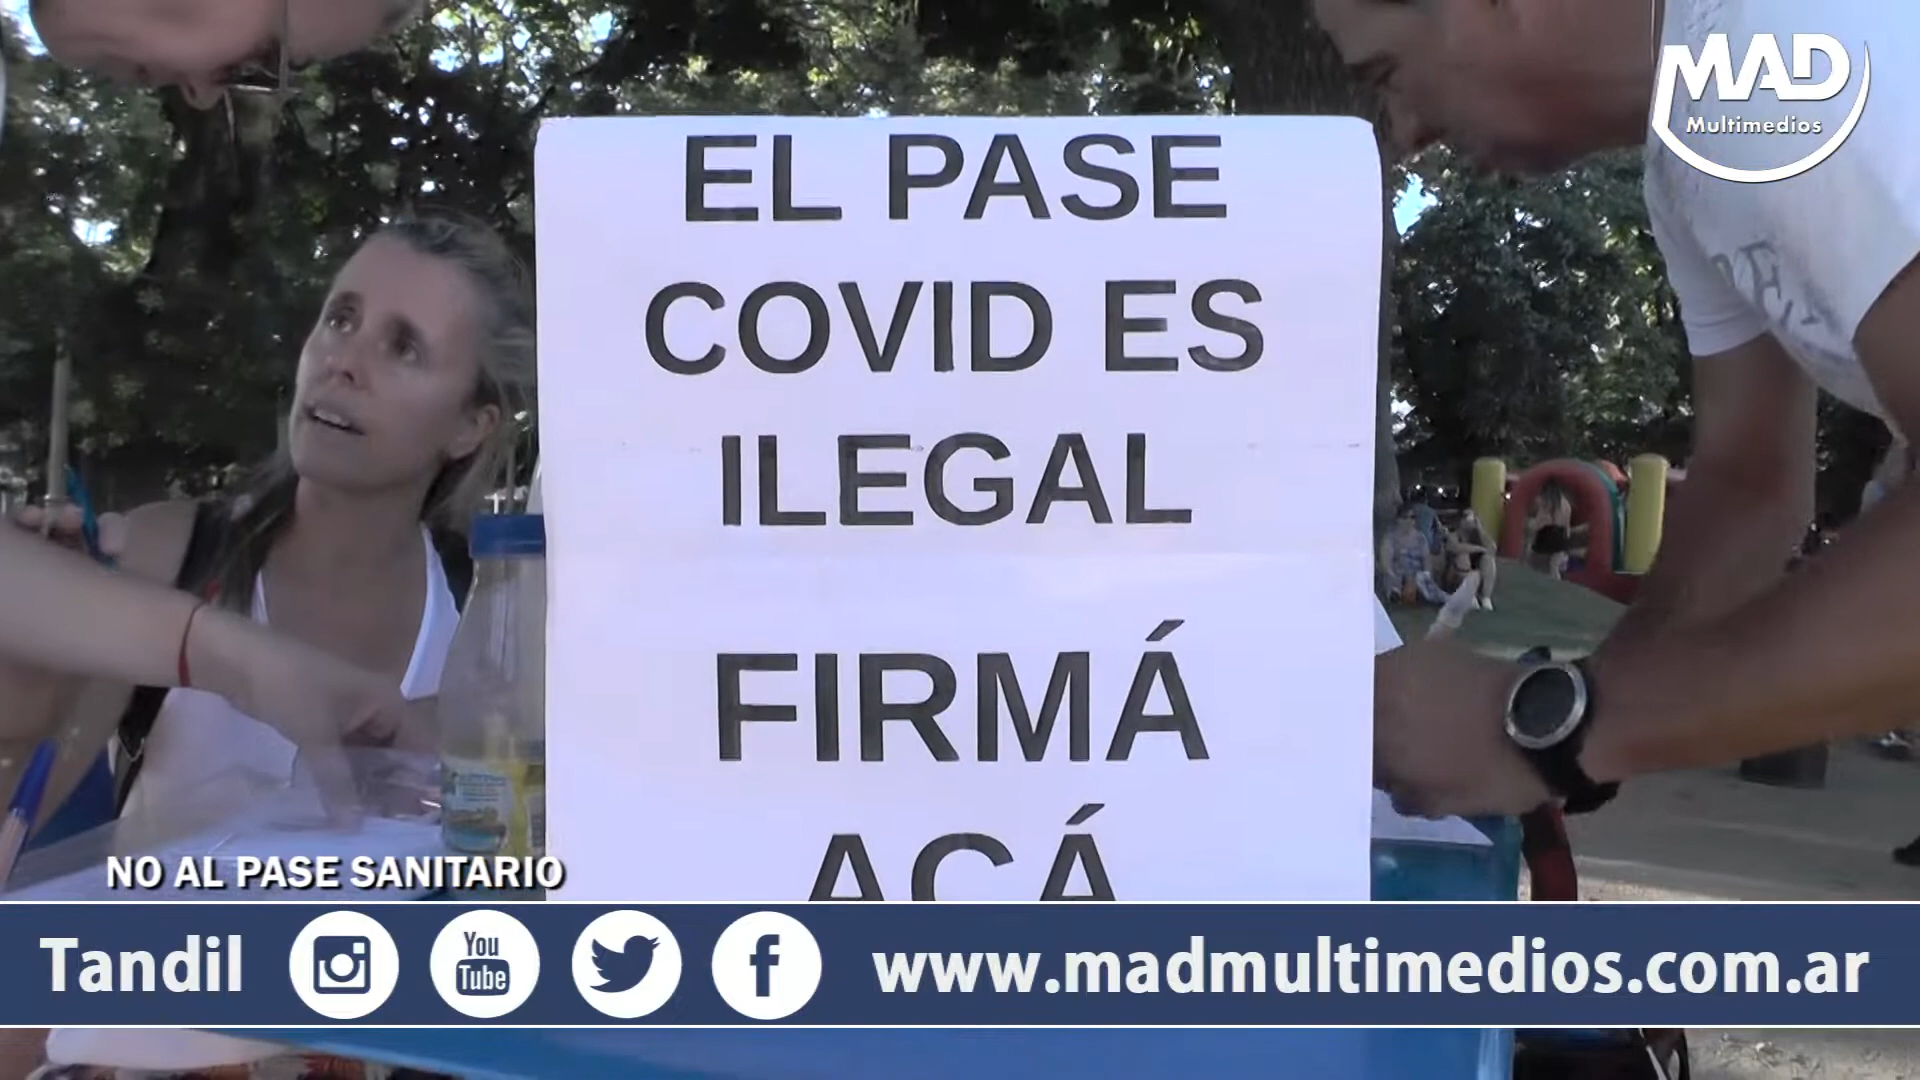 MAD
Multimedios
EL PASE
COVID ES
ILEGAL
FIRMÁ
ACÁ
NO AL PASE SANITARIO
Tandil
You
Tube
www.madmultimedios.com.ar